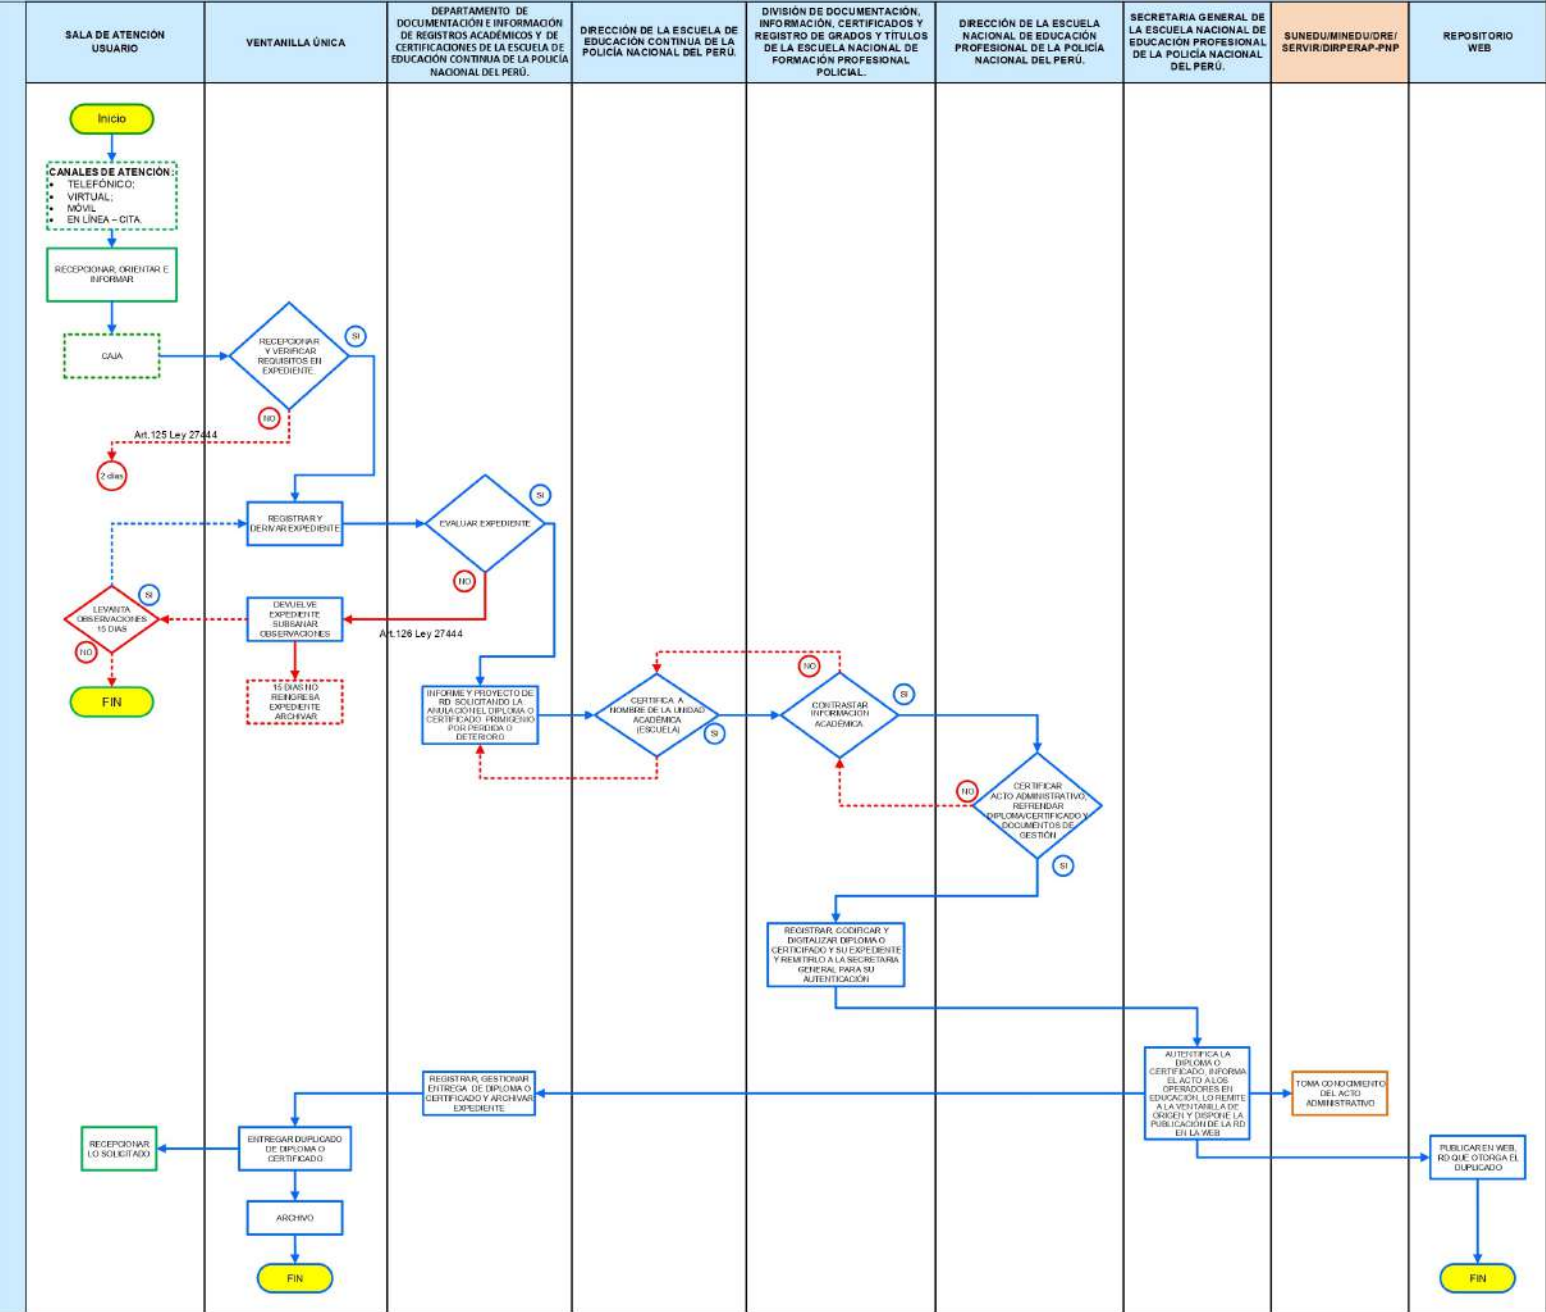 SALA DE ATENCIÓN
USUARIO
VENTANILLA ÚNICA
DEPARTAMENTO DE
DOCUMENTACIÓN E INFORMACIÓN
DE REGISTROS ACADÉMICOS Y DE
CERTIFICACIONES DE LA ESCUELA DE
EDUCACIÓN CONTINUA DE LA POLICÍA
NACIONAL DEL PERÚ.
DIRECCIÓN DE LA ESCUELA DE
EDUCACIÓN CONTINUA DE LA
POLICÍA NACIONAL DEL PERÚ.
DIVISIÓN DE DOCUMENTACIÓN,
INFORMACIÓN, CERTIFICADOS Y
REGISTRO DE GRADOS Y TÍTULOS
DE LA ESCUELA NACIONAL DE
FORMACIÓN PROFESIONAL
POLICIAL.
DIRECCIÓN DE LA ESCUELA
NACIONAL DE EDUCACIÓN
PROFESIONAL DE LA POLICÍA
NACIONAL DEL PERÚ.
SECRETARIA GENERAL DE
LA ESCUELA NACIONAL DE
EDUCACIÓN PROFESIONAL
DE LA POLICÍA NACIONAL
DEL PERÚ.
SUNEDU/MINEDU/DRE/
SERVIR/DIRPERAP-PNP
REPOSITORIO
WEB
Inicio
CANALES DE ATENCIÓN:
• TELEFÓNICO;
• VIRTUAL;
• MÓVIL
• EN LÍNEA – CITA.
RECEPCIONAR, ORIENTAR E
INFORMAR
CAJA
RECEPCIONAR
Y VERIFICAR
REQUISITOS EN
EXPEDIENTE.
SI
NO
Art.125 Ley 27444
2 días
REGISTRAR Y
DERIVAR EXPEDIENTE
EVALUAR EXPEDIENTE
SI
NO
Art.126 Ley 27444
DEVUELVE
EXPEDIENTE
SUBSANAR
OBSERVACIONES
LEVANTA
OBSERVACIONES
15 DIAS
SI
NO
FIN
15 DIAS NO
REINGRESA
EXPEDIENTE
ARCHIVAR
INFORME Y PROYECTO DE
RD SOLICITANDO LA
ANULACIÓN EL DIPLOMA O
CERTIFICADO PRIMIGENIO
POR PERDIDA O
DETERIORO
CERTIFICA A
NOMBRE DE LA UNIDAD
ACADÉMICA
(ESCUELA)
SI
NO
CONTRASTAR
INFORMACIÓN
ACADÉMICA.
SI
NO
CERTIFICAR
ACTO ADMINISTRATIVO,
REFRENDAR
DIPLOMA/CERTIFICADO Y
DOCUMENTOS DE
GESTIÓN
SI
REGISTRAR, CODIFICAR Y
DIGITALIZAR DIPLOMA O
CERTICIFADO Y SU EXPEDIENTE
Y REMITIRLO A LA SECRETARIA
GENERAL PARA SU
AUTENTICACIÓN
AUTENTIFICA LA
DIPLOMA O
CERTIFICADO, INFORMA
EL ACTO A LOS
OPERADORES EN
EDUCACIÓN, LO REMITE
A LA VENTANILLA DE
ORIGEN Y DISPONE LA
PUBLICACIÓN DE LA RD
EN LA WEB
TOMA CONOCIMIENTO
DEL ACTO
ADMINISTRATIVO
REGISTRAR, GESTIONAR
ENTREGA DE DIPLOMA O
CERTIFICADO Y ARCHIVAR
EXPEDIENTE
RECEPCIONAR
LO SOLICITADO
ENTREGAR DUPLICADO
DE DIPLOMA O
CERTIFICADO
PUBLICAR EN WEB,
RD QUE OTORGA EL
DUPLICADO
ARCHIVO
FIN
FIN